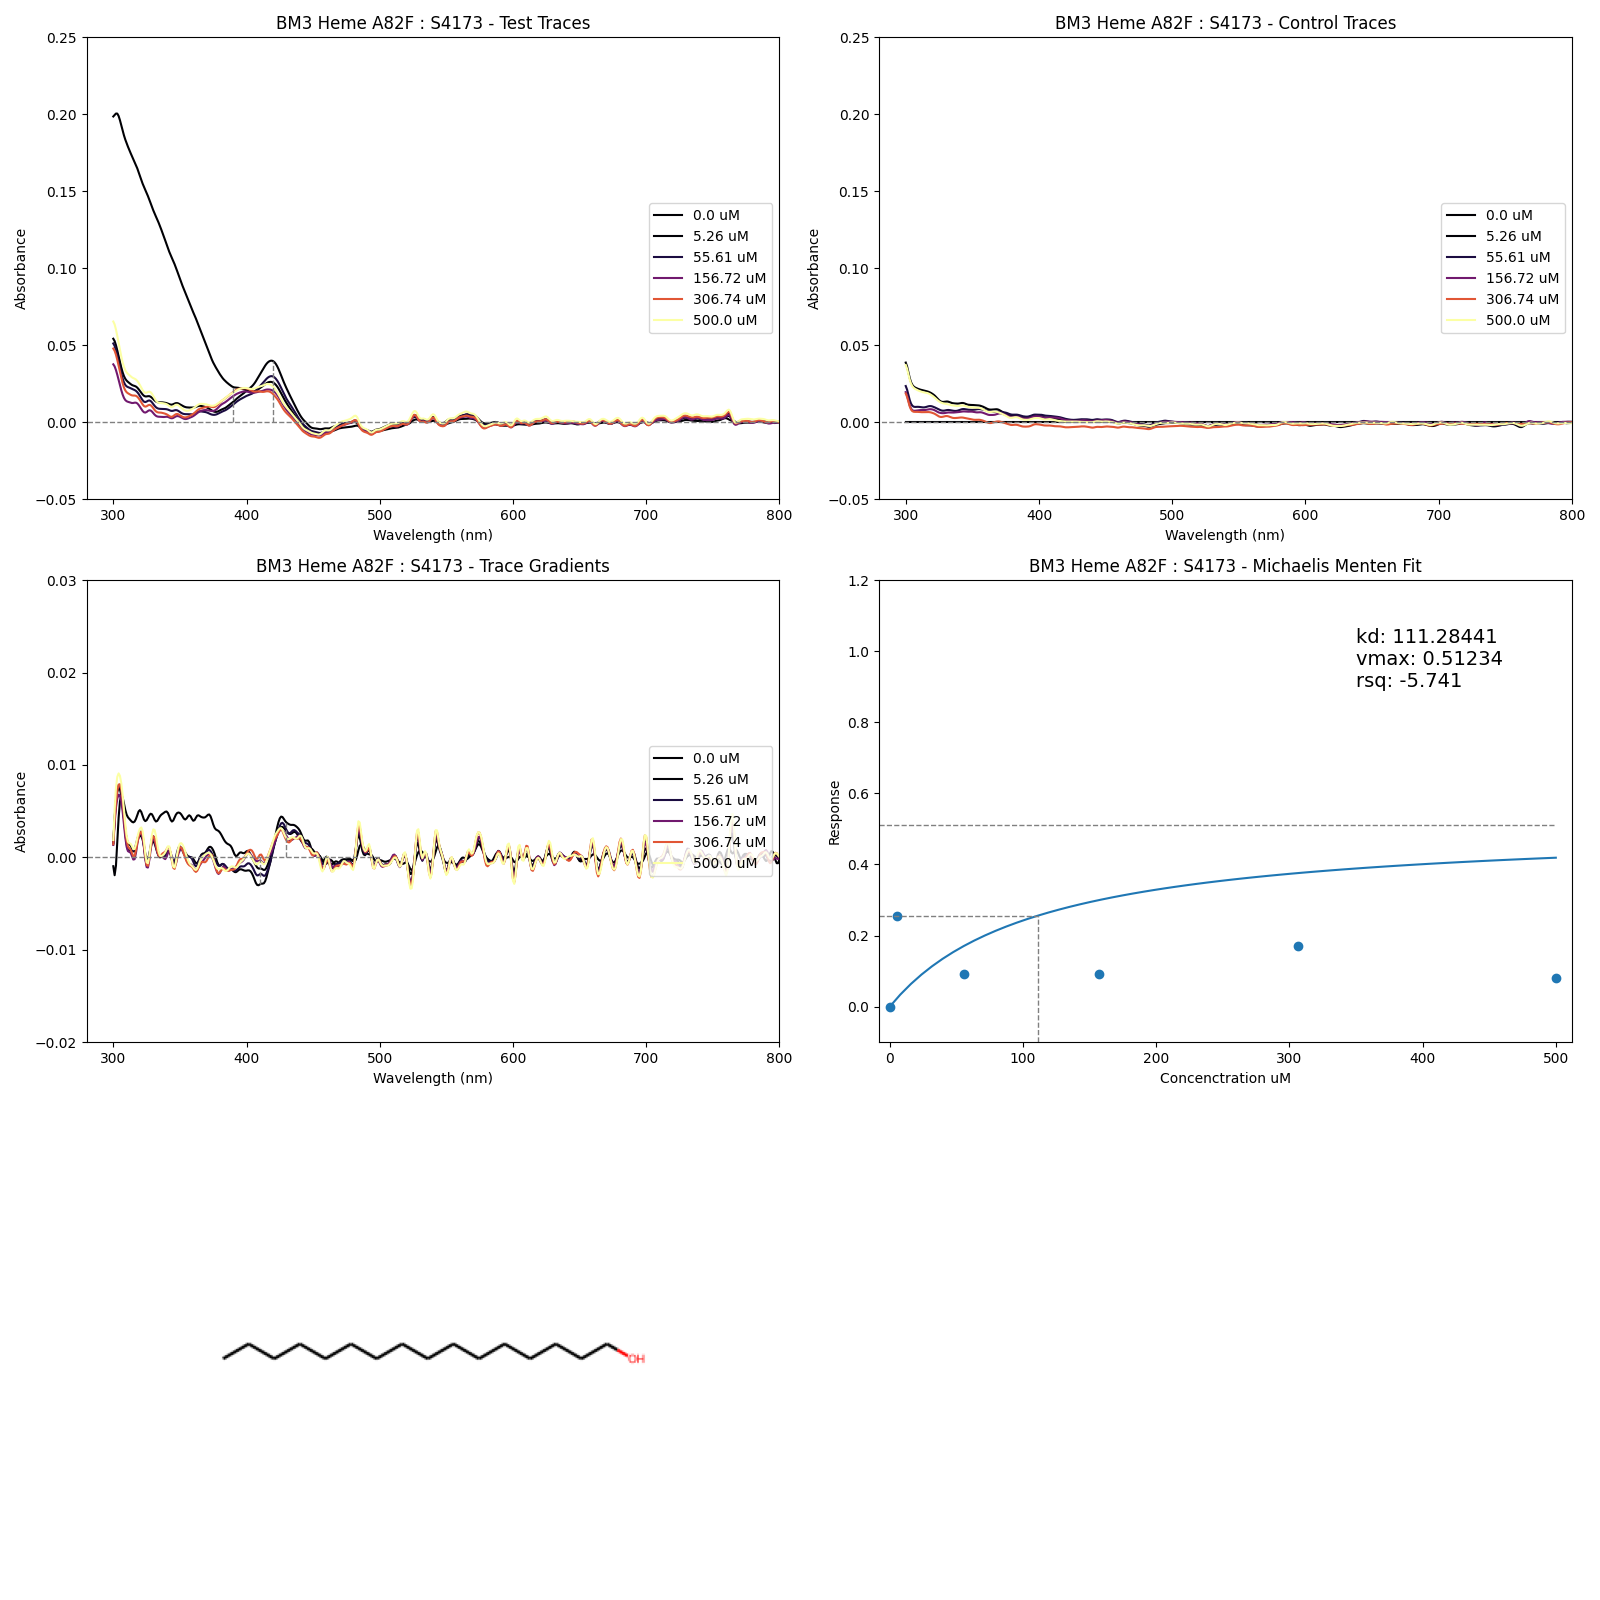 BM3 Heme A82F : S4173 - Test Traces
Absorbance
0.25
0.20
0.15
0.10
0.05
0.00
−0.05
300 400 500 600 700 800
Wavelength (nm)
0.0 uM
5.26 uM
55.61 uM
156.72 uM
306.74 uM
500.0 uM
BM3 Heme A82F : S4173 - Control Traces
Absorbance
0.25
0.20
0.15
0.10
0.05
0.00
−0.05
300 400 500 600 700 800
Wavelength (nm)
0.0 uM
5.26 uM
55.61 uM
156.72 uM
306.74 uM
500.0 uM
BM3 Heme A82F : S4173 - Trace Gradients
Absorbance
0.03
0.02
0.01
0.00
−0.01
−0.02
300 400 500 600 700 800
Wavelength (nm)
0.0 uM
5.26 uM
55.61 uM
156.72 uM
306.74 uM
500.0 uM
BM3 Heme A82F : S4173 - Michaelis Menten Fit
Response
1.2
1.0
0.8
0.6
0.4
0.2
0.0
0 100 200 300 400 500
Concenctration uM
kd: 111.28441
vmax: 0.51234
rsq: -5.741
OH